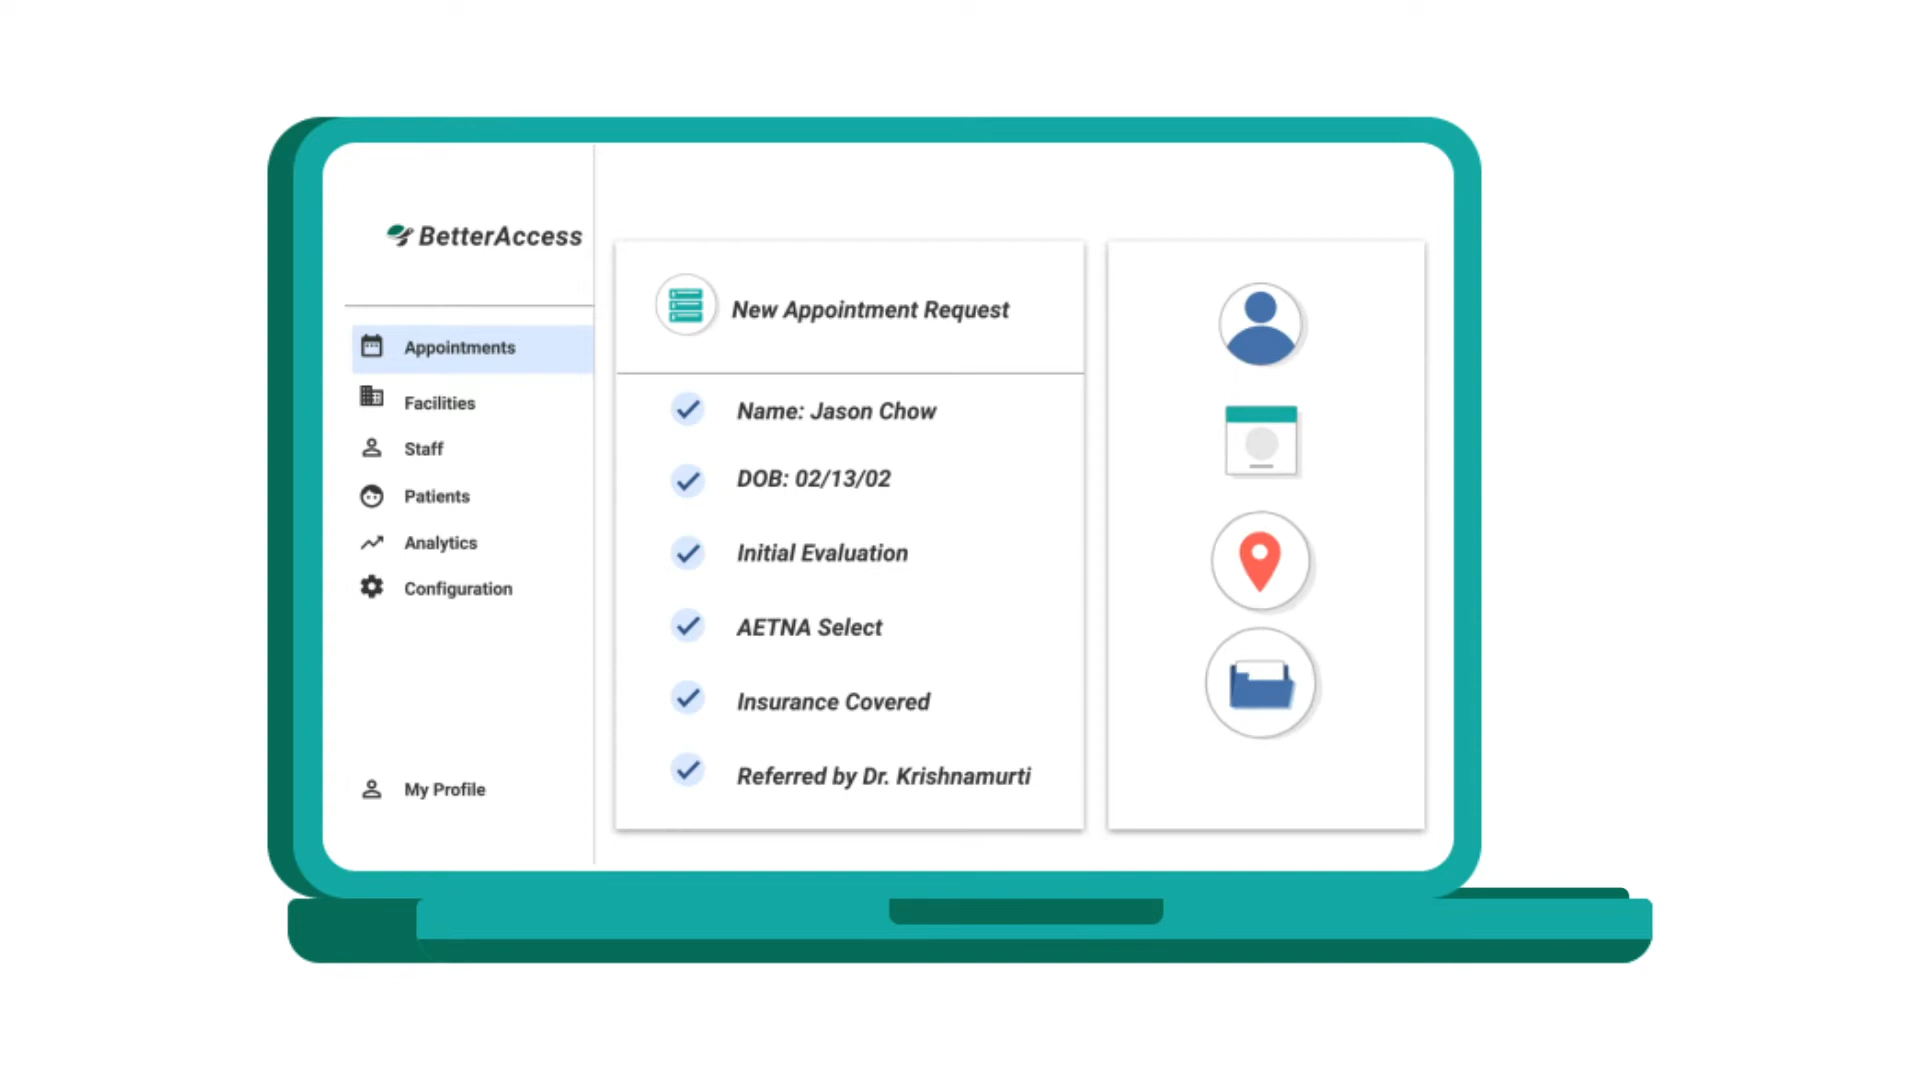 BetterAccess
Appointments
Facilities
Staff
Patients
Analytics
Configuration
My Profile
New Appointment Request
Name: Jason Chow
DOB: 02/13/02
Initial Evaluation
AETNA Select
Insurance Covered
Referred by Dr. Krishnamurti